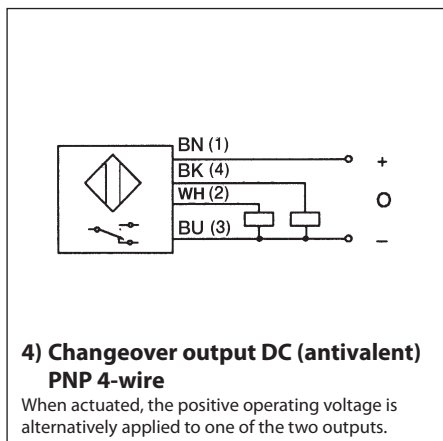 BN (1)
+
BK (4)
WH (2)
O
BU (3)
–
4) Changeover output DC (antivalent)
PNP 4-wire
When actuated, the positive operating voltage is
alternatively applied to one of the two outputs.